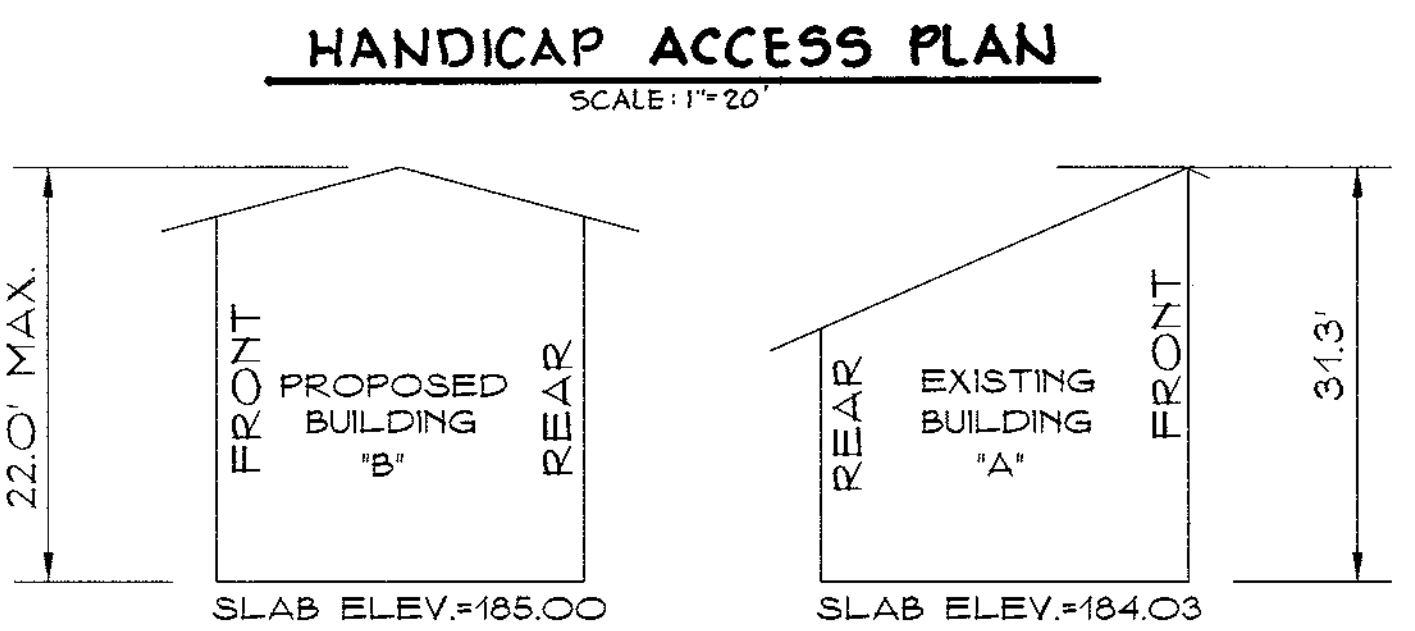 HANDICAP ACCESS PLAN
SCALE: 1"=20'
22.0' MAX.
FRONT
PROPOSED
BUILDING
"B"
REAR
SLAB ELEV.=185.00
REAR
EXISTING
BUILDING
"A"
FRONT
31.3'
SLAB ELEV.=184.03